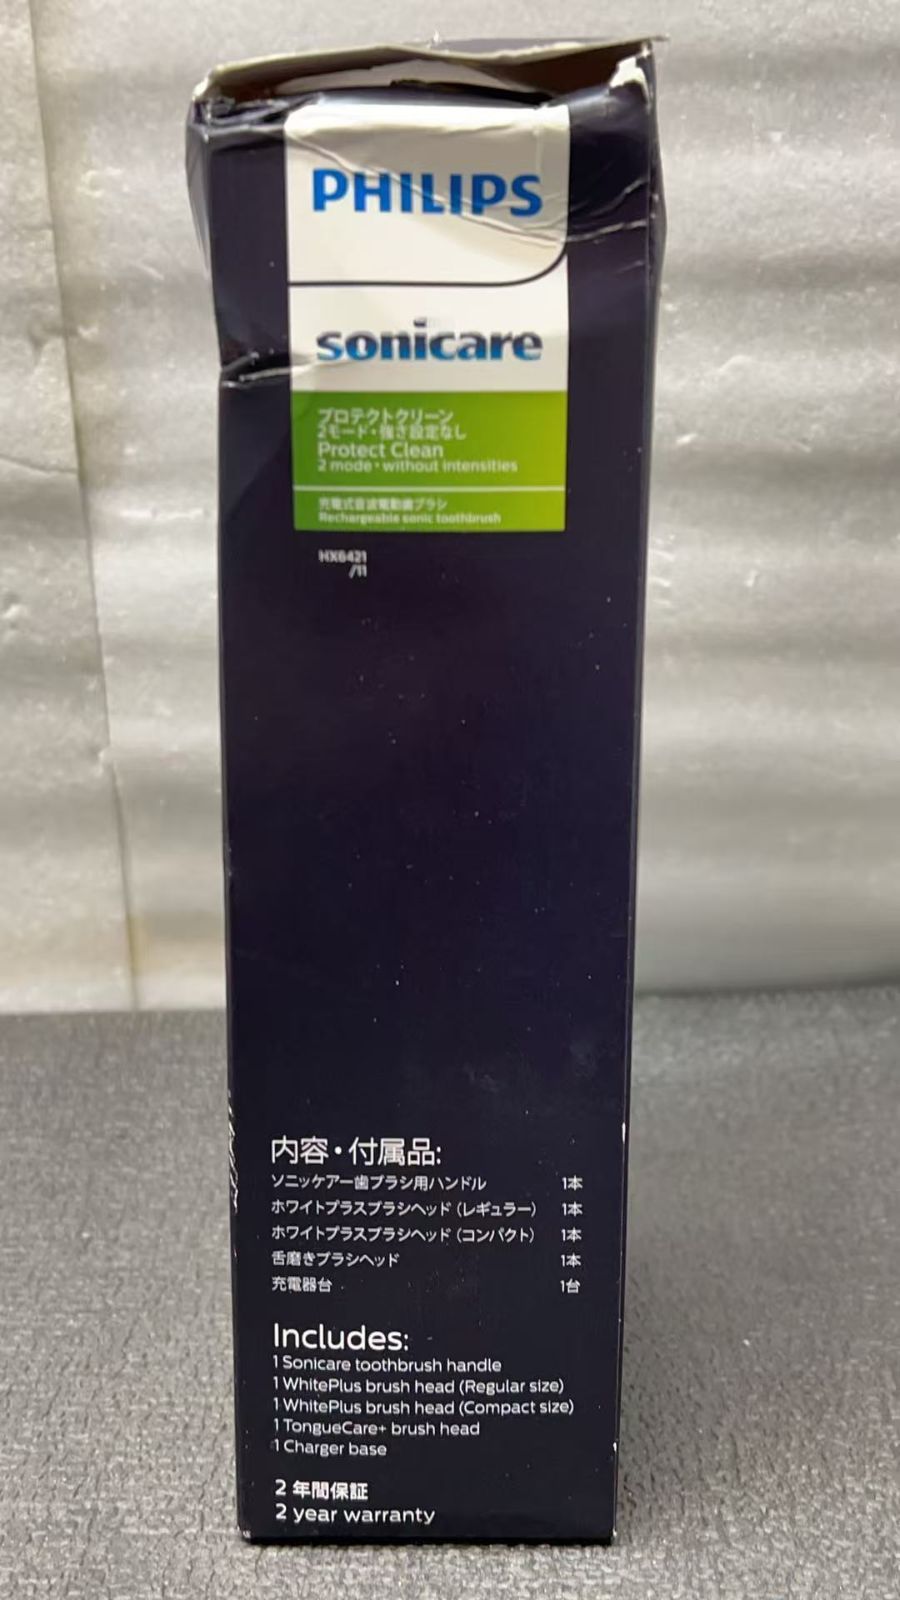 PHILIPS
sonicare
プロテクトクリーン
2モード・強さ設定なし
Protect Clean
2 mode・without intensities
充電式音波電動歯ブラシ
Rechargeable sonic toothbrush
HX6421
/11
内容・付属品:
ソニッケアー歯ブラシ用ハンドル 1本
ホワイトプラスブラシヘッド（レギュラー） 1本
ホワイトプラスブラシヘッド（コンパクト） 1本
舌磨きブラシヘッド 1本
充電器台 1台
Includes:
1 Sonicare toothbrush handle
1 WhitePlus brush head (Regular size)
1 WhitePlus brush head (Compact size)
1 TongueCare+ brush head
1 Charger base
2 年間保証
2 year warranty